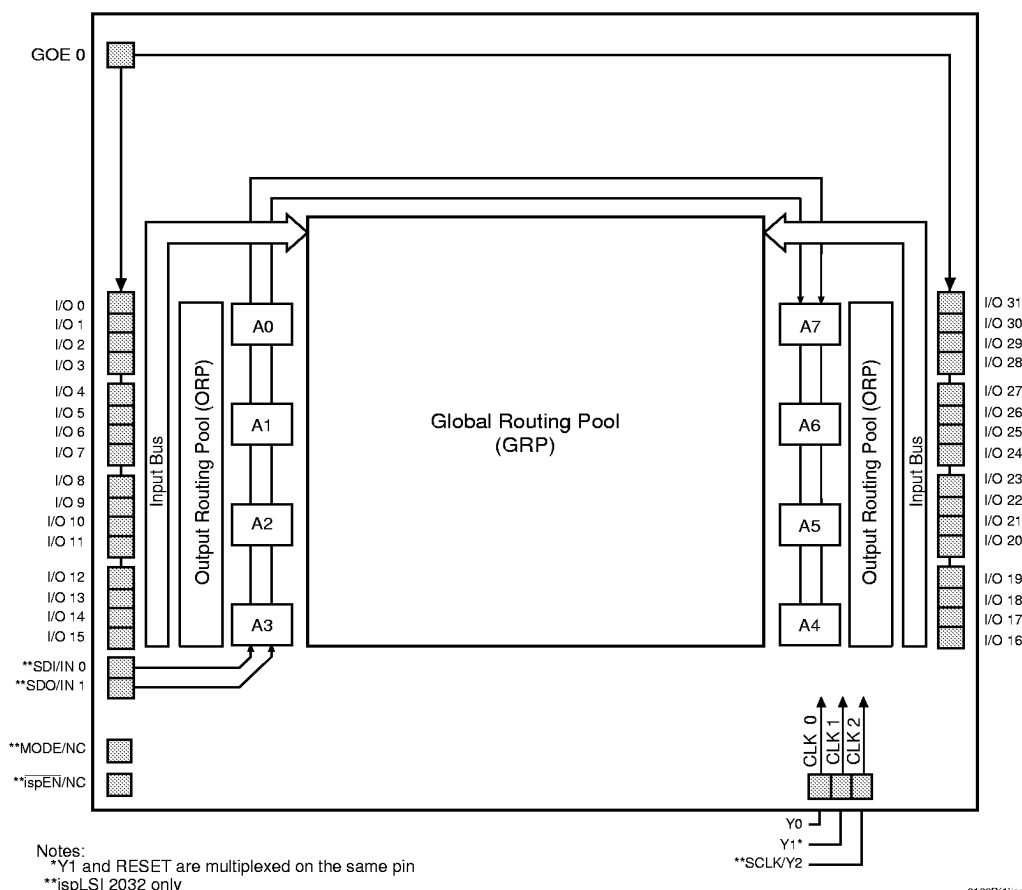 GOE 0
I/O 0
I/O 1
I/O 2
I/O 3
I/O 4
I/O 5
I/O 6
I/O 7
I/O 8
I/O 9
I/O 10
I/O 11
I/O 12
I/O 13
I/O 14
I/O 15
**SDI/IN 0
**SDO/IN 1
**MODE/NC
**ispEN/NC
Input Bus
Output Routing Pool (ORP)
A0
A1
A2
A3
Global Routing Pool
(GRP)
A7
A6
A5
A4
Output Routing Pool (ORP)
Input Bus
I/O 31
I/O 30
I/O 29
I/O 28
I/O 27
I/O 26
I/O 25
I/O 24
I/O 23
I/O 22
I/O 21
I/O 20
I/O 19
I/O 18
I/O 17
I/O 16
CLK 0
CLK 1
CLK 2
Y0
Y1*
**SCLK/Y2
Notes:
*Y1 and RESET are multiplexed on the same pin
**ispLSI 2032 only